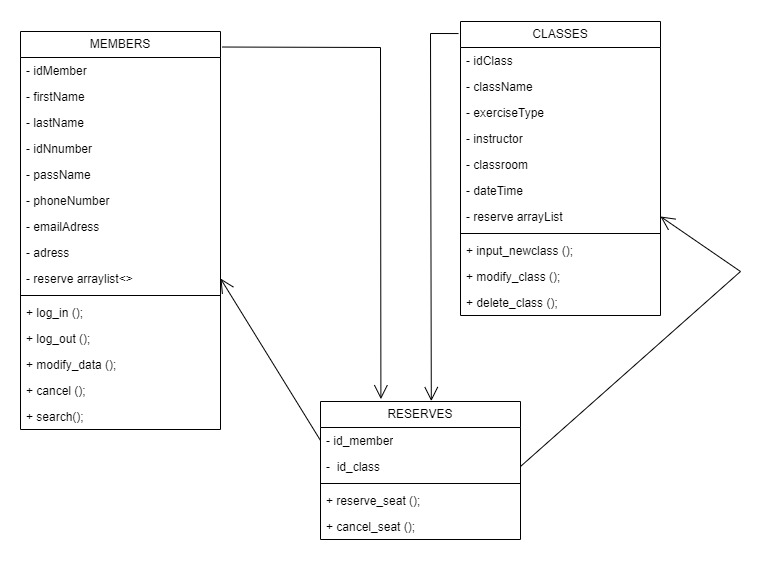 MEMBERS
- idMember
- firstName
- lastName
- idNnumber
- passName
- phoneNumber
- emailAdress
- adress
- reserve arraylist<>
+ log_in ();
+ log_out ();
+ modify_data ();
+ cancel ();
+ search();
CLASSES
- idClass
- className
- exerciseType
- instructor
- classroom
- dateTime
- reserve arrayList
+ input_newclass ();
+ modify_class ();
+ delete_class ();
RESERVES
- id_member
- id_class
+ reserve_seat ();
+ cancel_seat ();